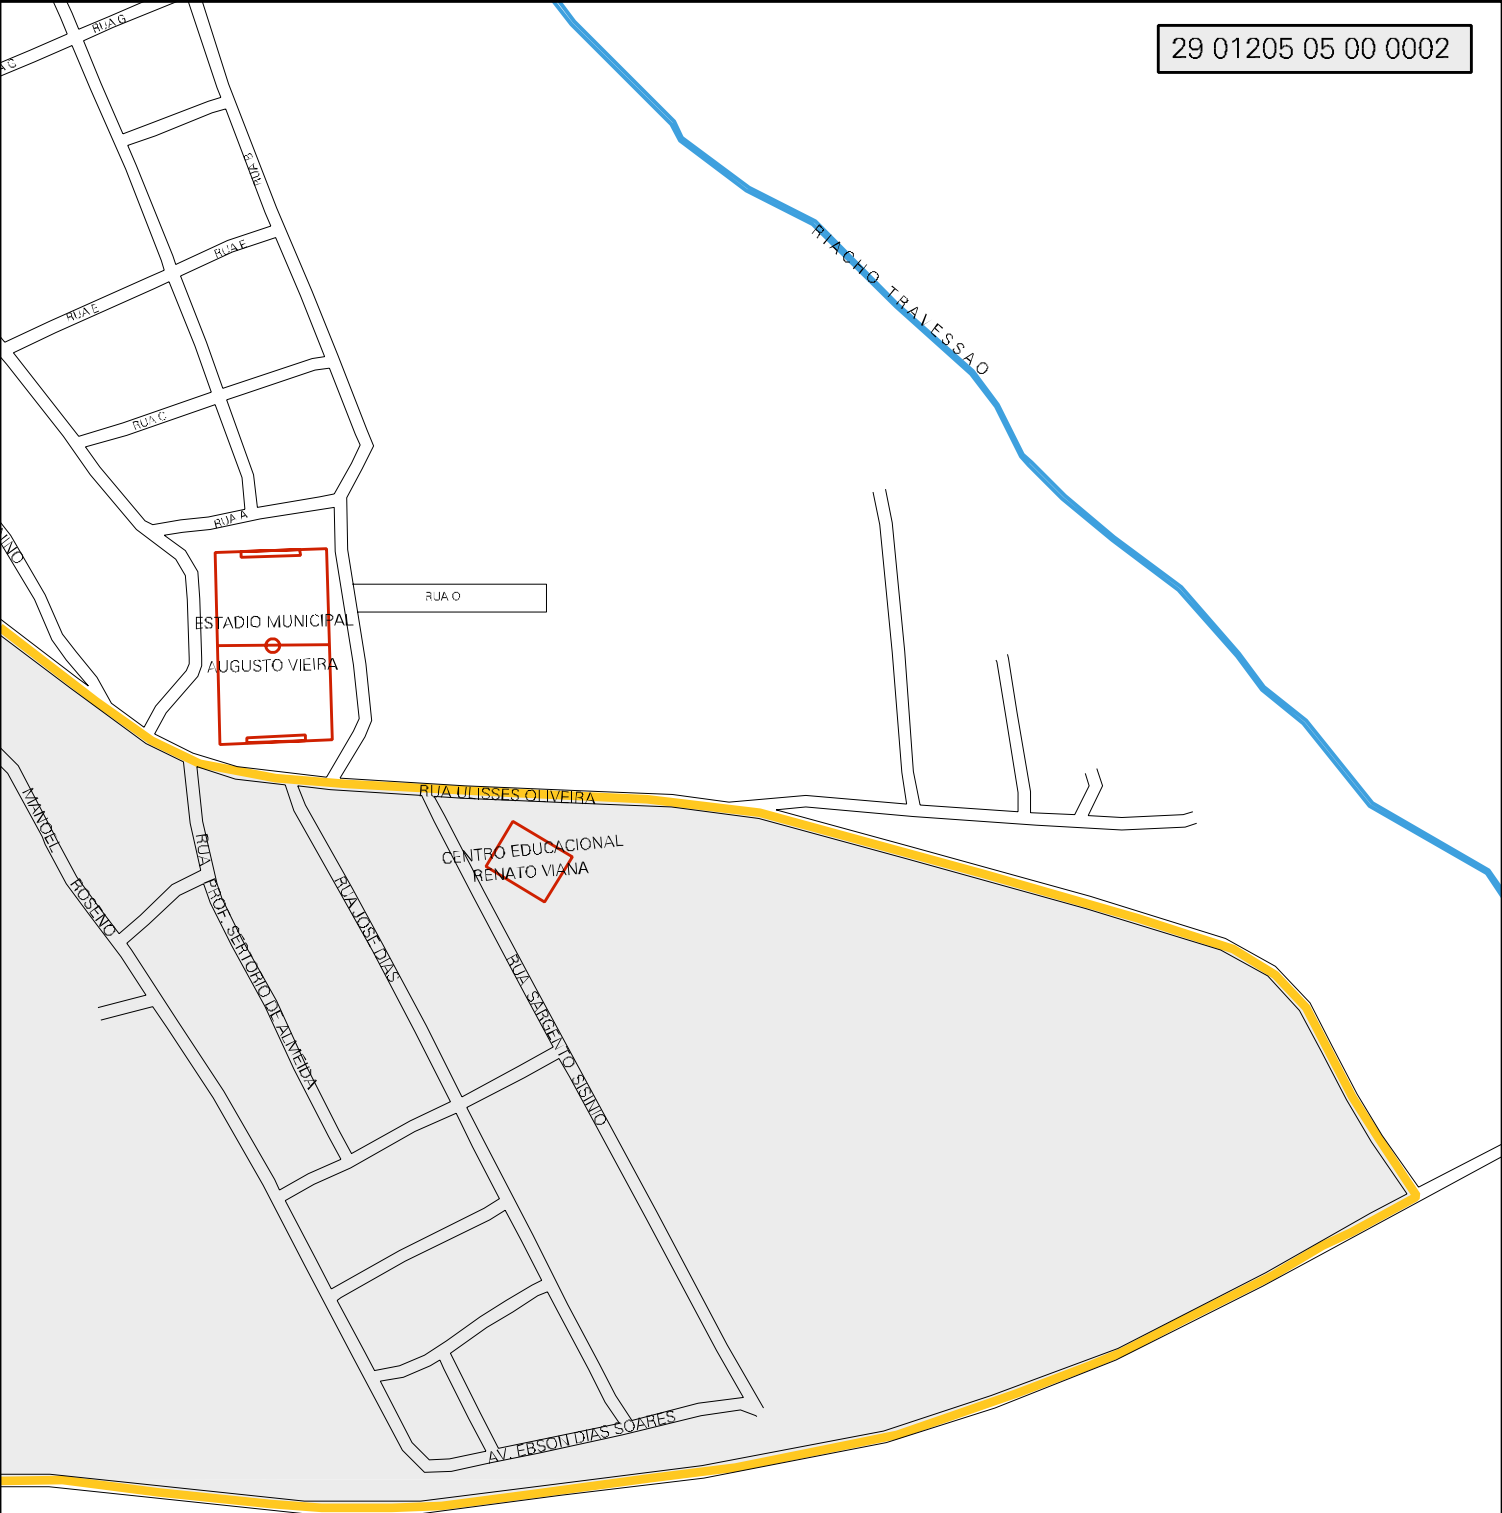 RUA G
29 01205 05 00 0002
RUA B
RIACHO TRAVESSAO
RUA E
RUA C
RUA A
RUA O
ESTADIO MUNICIPAL
AUGUSTO VIEIRA
RUA ULISSES OLIVEIRA
MANOEL ROSENO
CENTRO EDUCACIONAL
RENATO VIANA
RUA PROF. SERTORIO DE ALMEIDA
RUA JOSE DIAS
RUA SARGENTO SISINIO
AV. EBSON DIAS SOARES